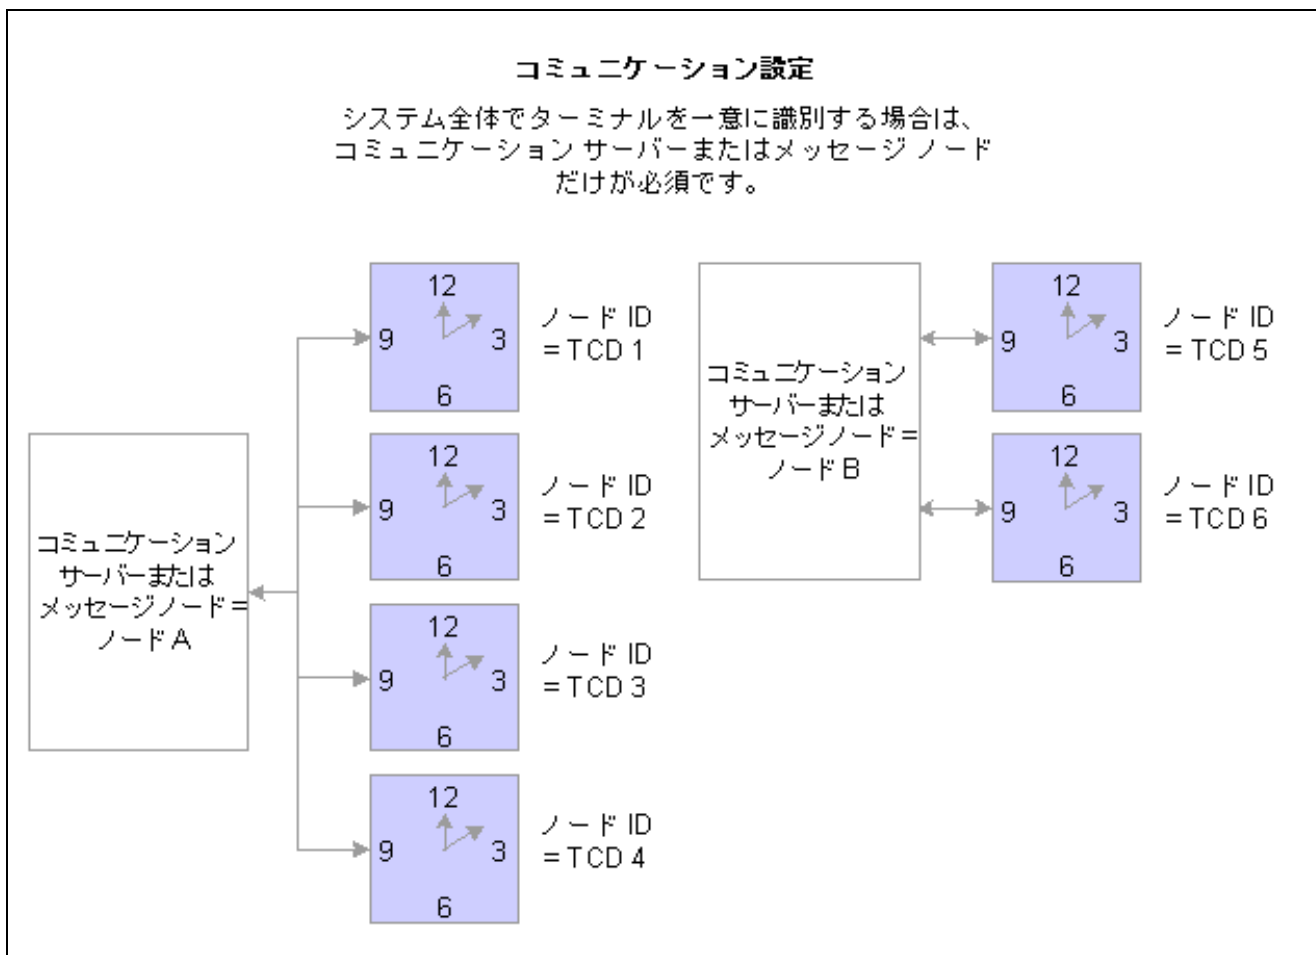 コミュニケーション設定
システム全体でターミナルを一意に識別する場合は、
コミュニケーション サーバーまたはメッセージ ノード
だけが必須です。
コミュニケーション
サーバーまたは
メッセージノード =
ノード A
12
9
3
6
ノード ID
= TCD 1
12
9
3
6
ノード ID
= TCD 2
12
9
3
6
ノード ID
= TCD 3
12
9
3
6
ノード ID
= TCD 4
コミュニケーション
サーバーまたは
メッセージノード =
ノード B
12
9
3
6
ノード ID
= TCD 5
12
9
3
6
ノード ID
= TCD 6